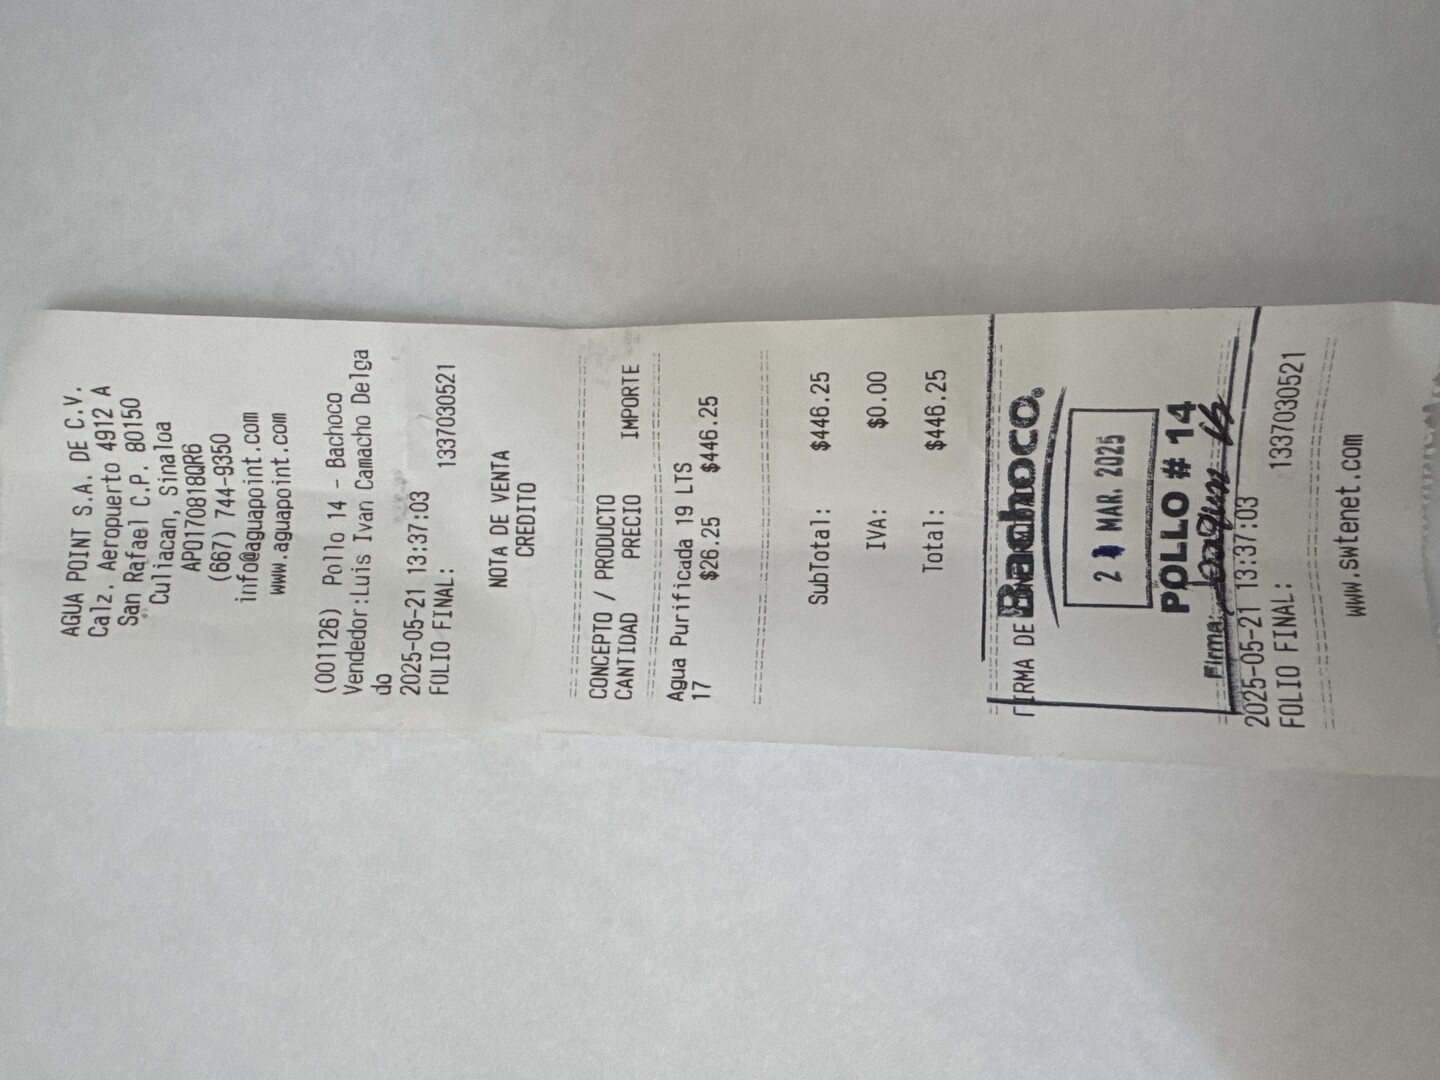 AGUA POINT S.A. DE C.V.
Calz. Aeropuerto 4912 A
San Rafael C.P. 80150
Culiacan, Sinaloa
APO170818QR6
(667) 744-9350
info@aguapoint.com
www.aguapoint.com
(001126) Pollo 14 - Bachoco
Vendedor:Luis Ivan Camacho Delga
do
2025-05-21 13:37:03
FOLIO FINAL: 1337030521
NOTA DE VENTA
CREDITO
CONCEPTO / PRODUCTO
CANTIDAD PRECIO IMPORTE
Agua Purificada 19 LTS
17 $26.25 $446.25
SubTotal: $446.25
IVA: $0.00
Total: $446.25
FIRMA DE
Bachoco.
MAR. 2025
POLLO # 14
Firma:
2025-05-21 13:37:03
FOLIO FINAL: 1337030521
www.swtenet.com